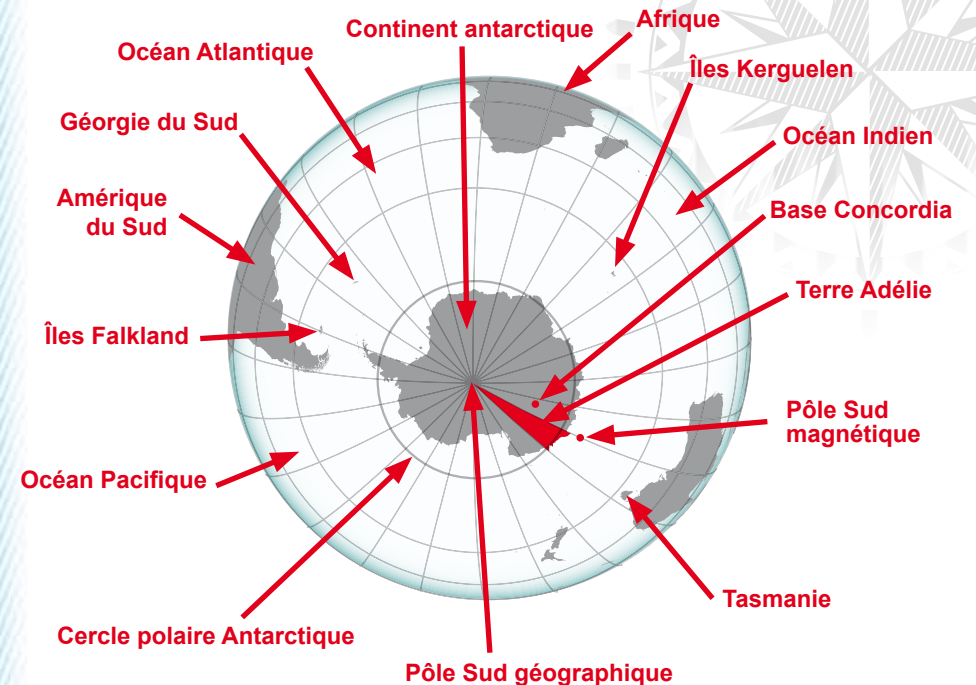 Continent antarctique
Afrique
Océan Atlantique
Îles Kerguelen
Géorgie du Sud
Océan Indien
Amérique
du Sud
Base Concordia
Terre Adélie
Îles Falkland
Pôle Sud
magnétique
Océan Pacifique
Tasmanie
Cercle polaire Antarctique
Pôle Sud géographique